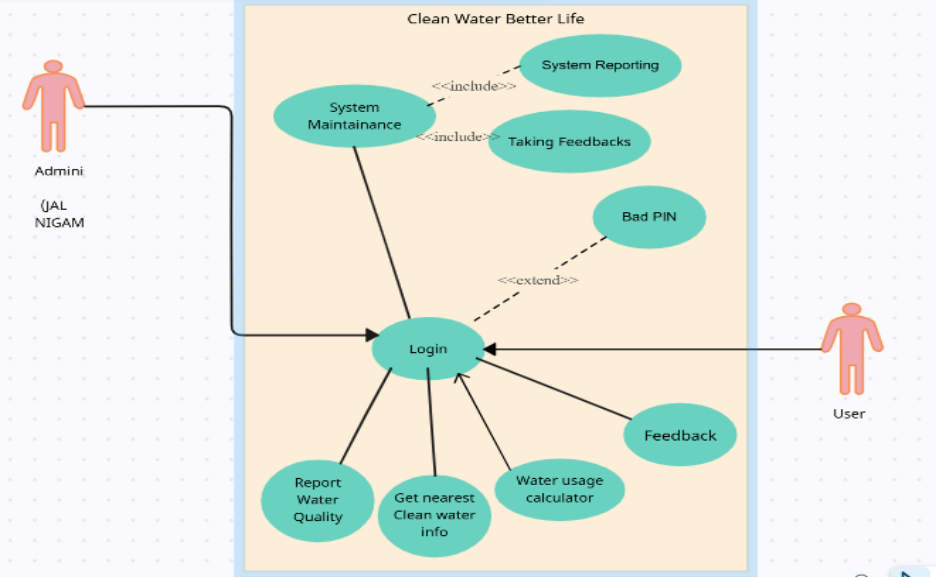 Clean Water Better Life
System Reporting
<<include>>
System
Maintainance
<<include>>
Taking Feedbacks
Admini
(JAL
NIGAM
Bad PIN
<<extend>>
Login
User
Feedback
Report
Water
Quality
Get nearest
Clean water
info
Water usage
calculator